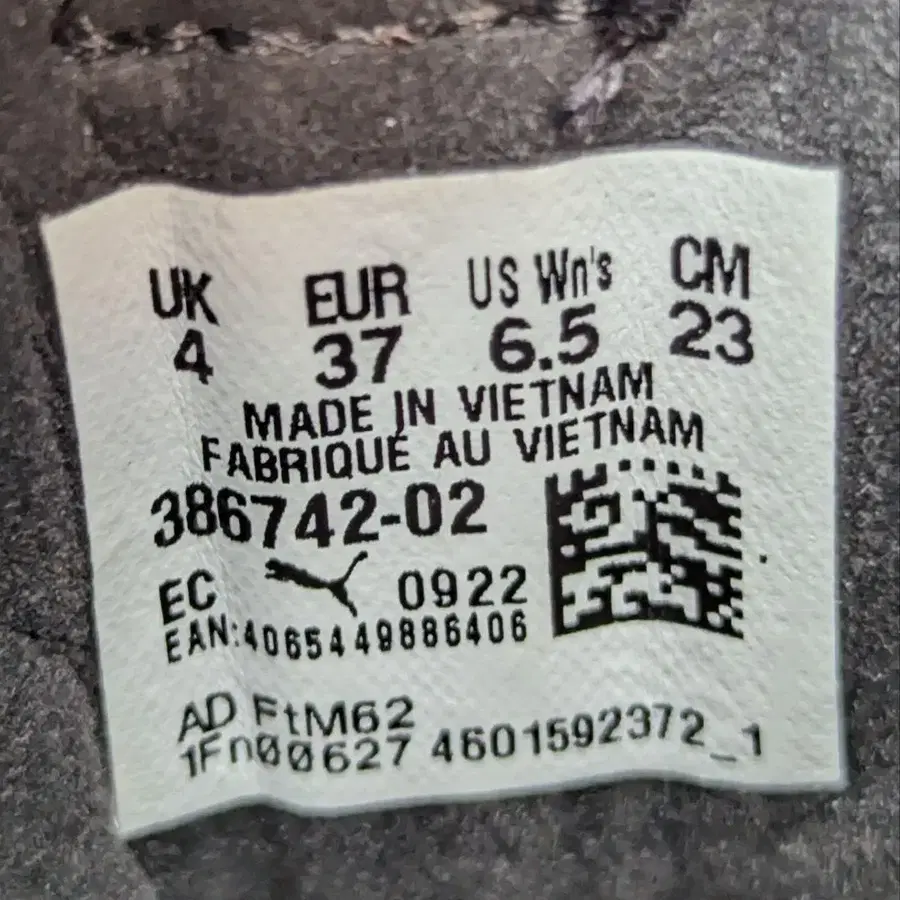 UK EUR US Wn's CM
4 37 6.5 23
MADE IN VIETNAM
FABRIQUÉ AU VIETNAM
386742-02
EC 0922
EAN:4065449886406
AD FtM62
1Fn00627 4601592372_1